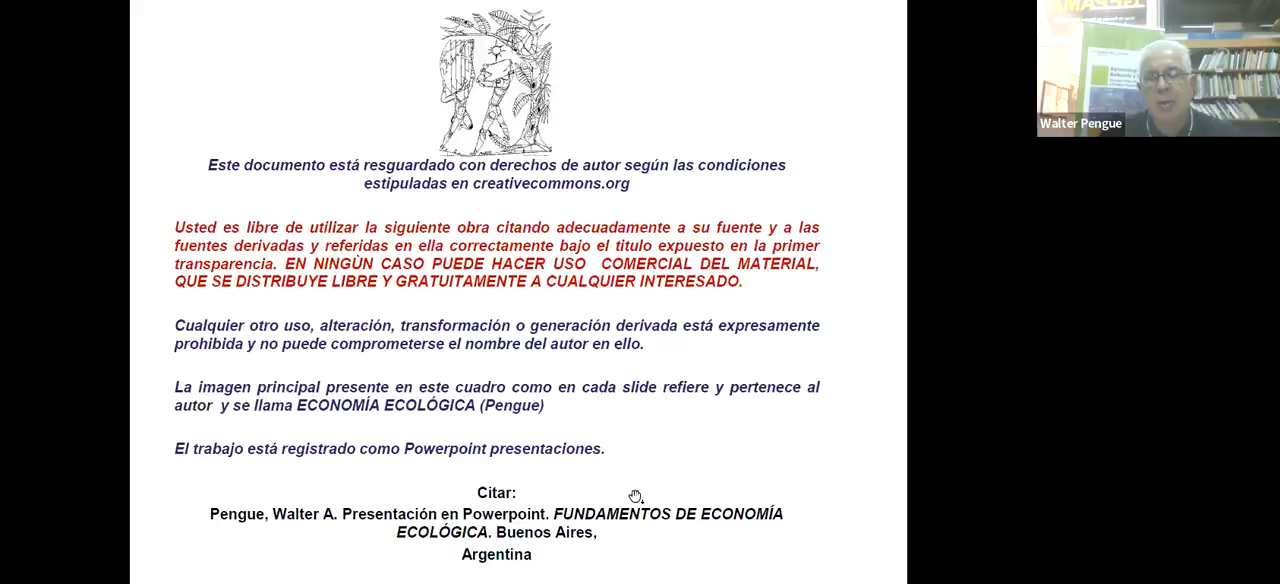 Este documento está resguardado con derechos de autor según las condiciones
estipuladas en creativecommons.org
Usted es libre de utilizar la siguiente obra citando adecuadamente a su fuente y a las
fuentes derivadas y referidas en ella correctamente bajo el titulo expuesto en la primer
transparencia. EN NINGÙN CASO PUEDE HACER USO COMERCIAL DEL MATERIAL,
QUE SE DISTRIBUYE LIBRE Y GRATUITAMENTE A CUALQUIER INTERESADO.
Cualquier otro uso, alteración, transformación o generación derivada está expresamente
prohibida y no puede comprometerse el nombre del autor en ello.
La imagen principal presente en este cuadro como en cada slide refiere y pertenece al
autor y se llama ECONOMÍA ECOLÓGICA (Pengue)
El trabajo está registrado como Powerpoint presentaciones.
Citar:
Pengue, Walter A. Presentación en Powerpoint. FUNDAMENTOS DE ECONOMÍA
ECOLÓGICA. Buenos Aires,
Argentina
Walter Pengue